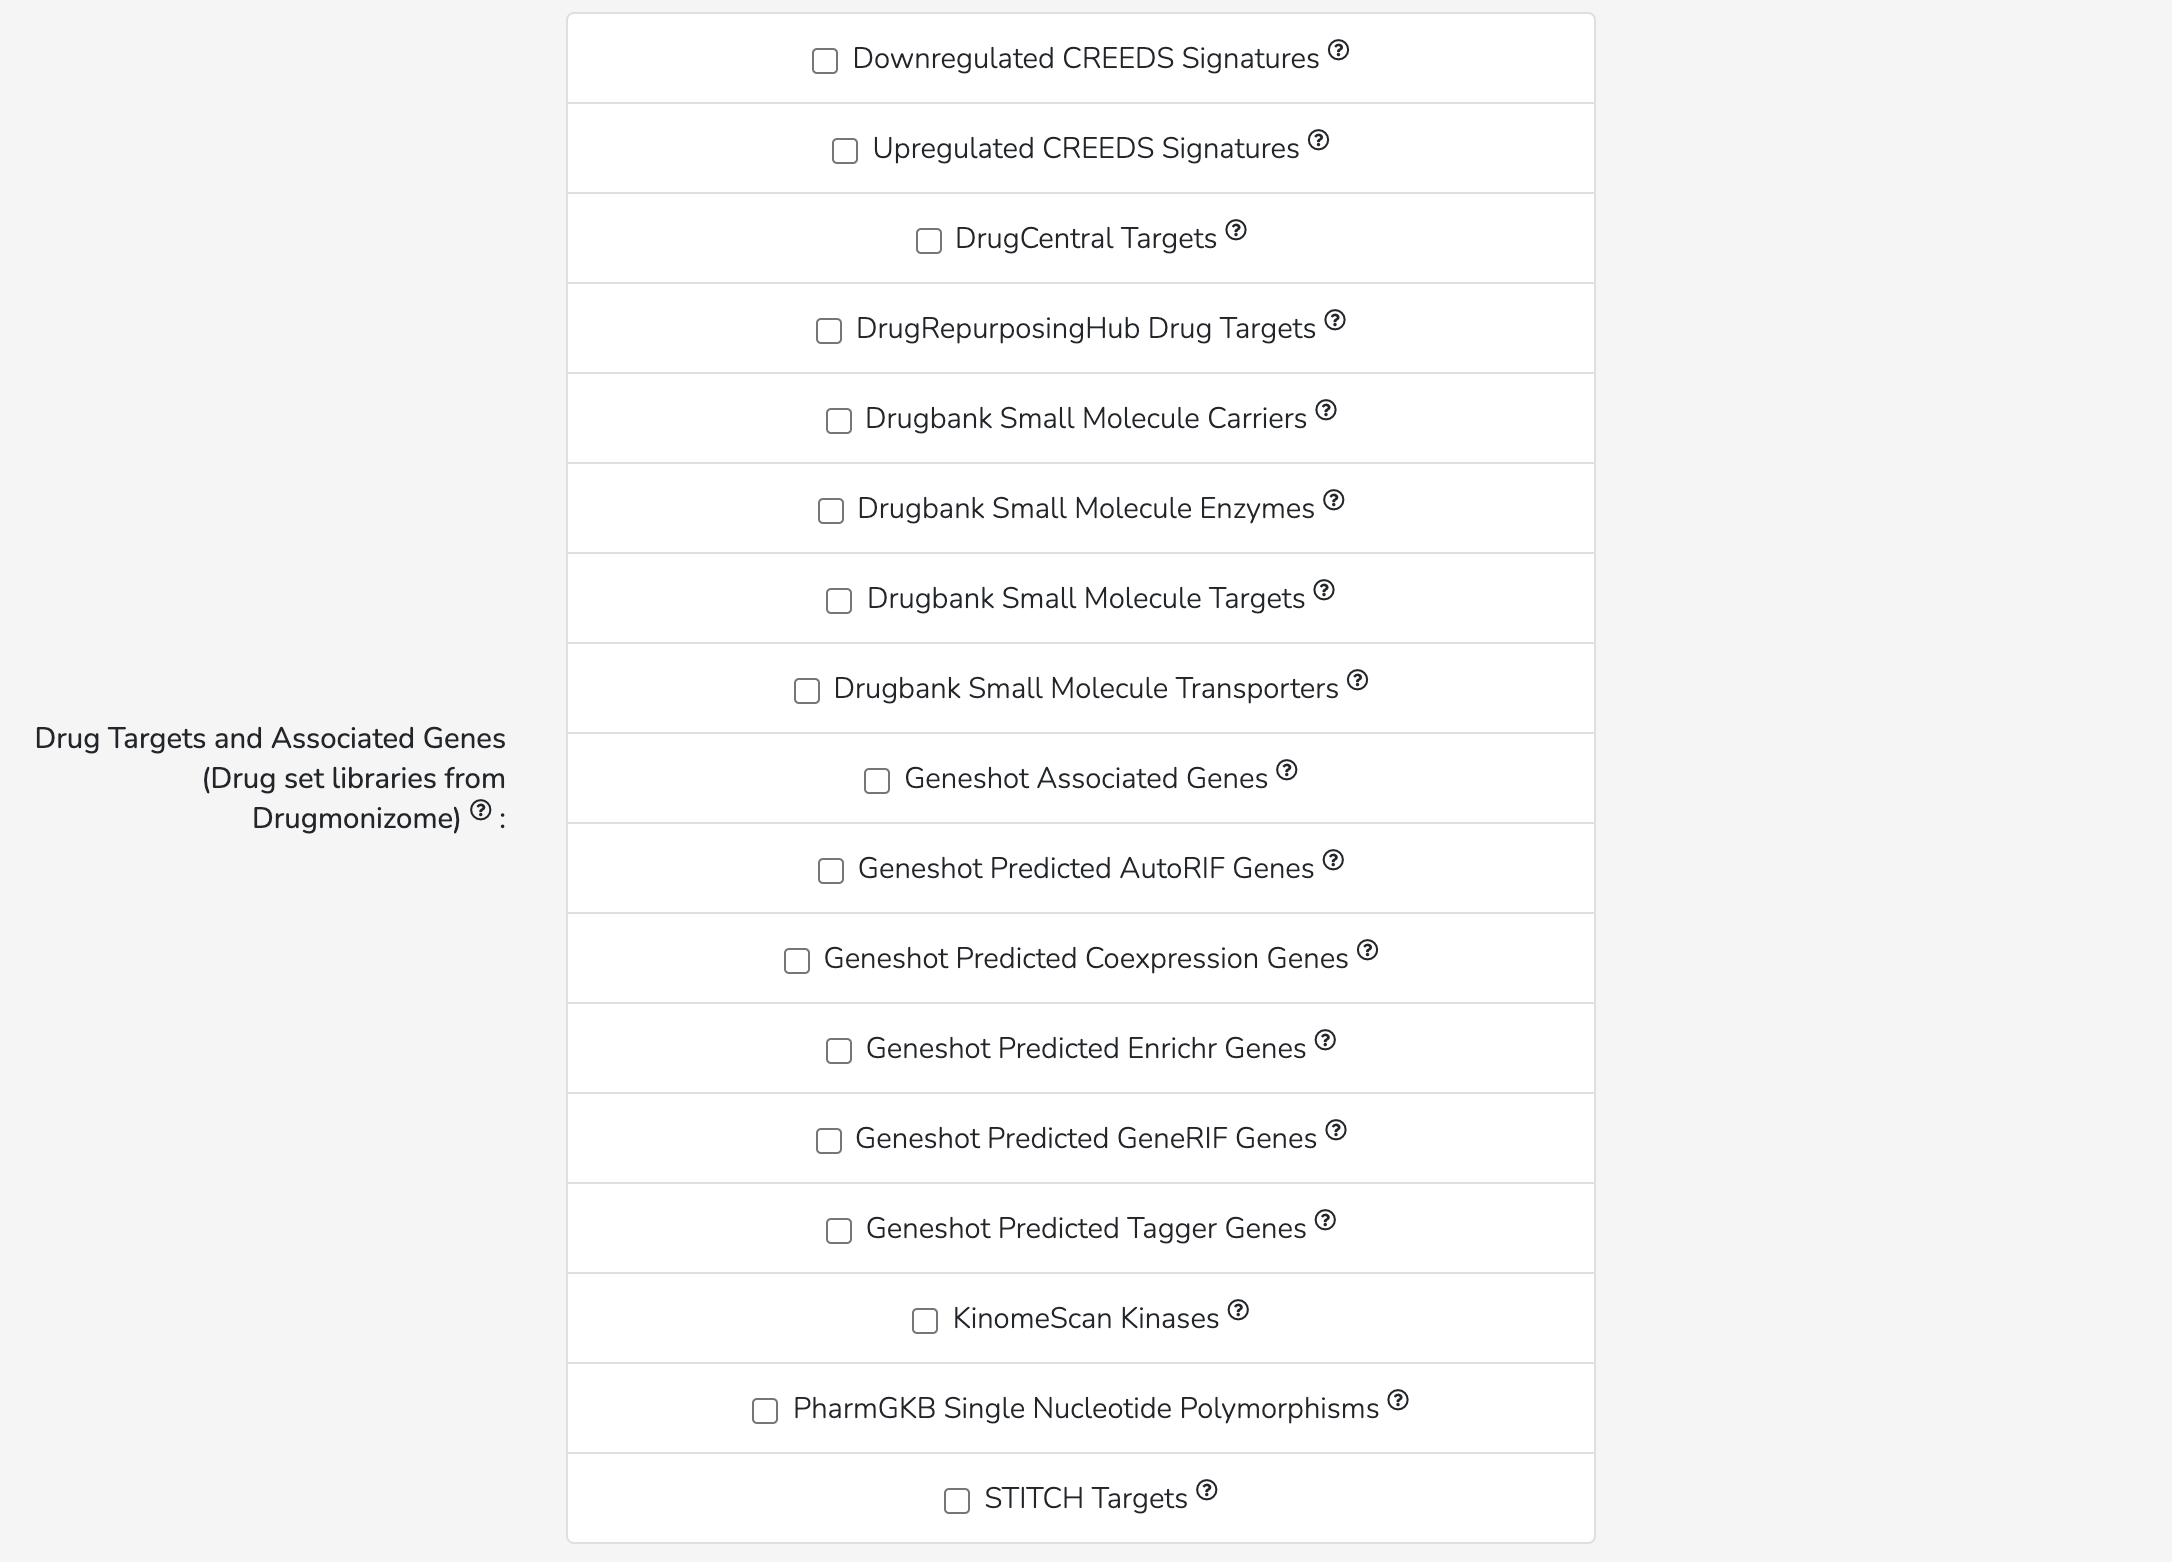 Downregulated CREEDS Signatures ?
Upregulated CREEDS Signatures ?
DrugCentral Targets ?
DrugRepurposingHub Drug Targets ?
Drugbank Small Molecule Carriers ?
Drugbank Small Molecule Enzymes ?
Drugbank Small Molecule Targets ?
Drugbank Small Molecule Transporters ?
Drug Targets and Associated Genes
(Drug set libraries from
Drugmonizome) ? :
Geneshot Associated Genes ?
Geneshot Predicted AutoRIF Genes ?
Geneshot Predicted Coexpression Genes ?
Geneshot Predicted Enrichr Genes ?
Geneshot Predicted GeneRIF Genes ?
Geneshot Predicted Tagger Genes ?
KinomeScan Kinases ?
PharmGKB Single Nucleotide Polymorphisms ?
STITCH Targets ?